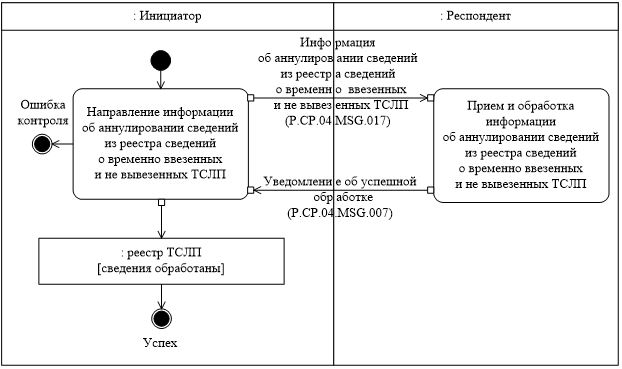 : Инициатор
: Респондент
Информация
об аннулировании сведений
из реестра сведений
о временно ввезенных
и не вывезенных ТСЛП
(P.CP.04.MSG.017)
Ошибка
контроля
Направление информации
об аннулировании сведений
из реестра сведений
о временно ввезенных
и не вывезенных ТСЛП
Прием и обработка
информации
об аннулировании сведений
из реестра сведений
о временно ввезенных
и не вывезенных ТСЛП
Уведомление об успешной
обработке
(P.CP.04.MSG.007)
: реестр ТСЛП
[сведения обработаны]
Успех